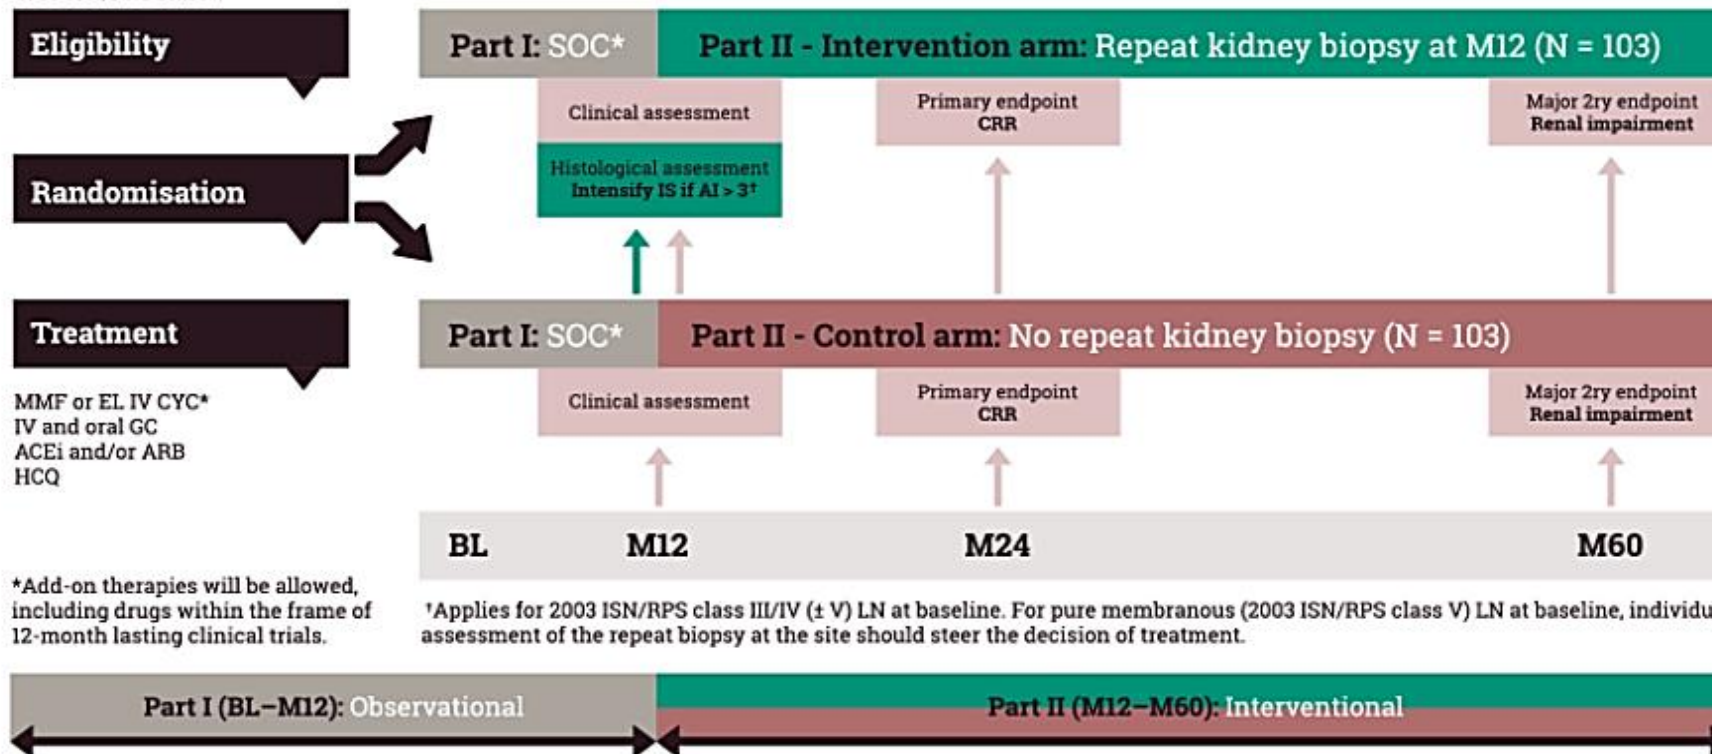 Eligibility
Part I: SOC*
Part II - Intervention arm: Repeat kidney biopsy at M12 (N = 103)
Clinical assessment
Histological assessment
Intensify IS if AI > 3†
Primary endpoint
CRR
Major 2ry endpoint
Renal impairment
Randomisation
Treatment
MMF or EL IV CYC*
IV and oral GC
ACEi and/or ARB
HCQ
Part I: SOC*
Part II - Control arm: No repeat kidney biopsy (N = 103)
Clinical assessment
Primary endpoint
CRR
Major 2ry endpoint
Renal impairment
BL M12 M24 M60
*Add-on therapies will be allowed,
including drugs within the frame of
12-month lasting clinical trials.
†Applies for 2003 ISN/RPS class III/IV (± V) LN at baseline. For pure membranous (2003 ISN/RPS class V) LN at baseline, individu
assessment of the repeat biopsy at the site should steer the decision of treatment.
Part I (BL–M12): Observational
Part II (M12–M60): Interventional